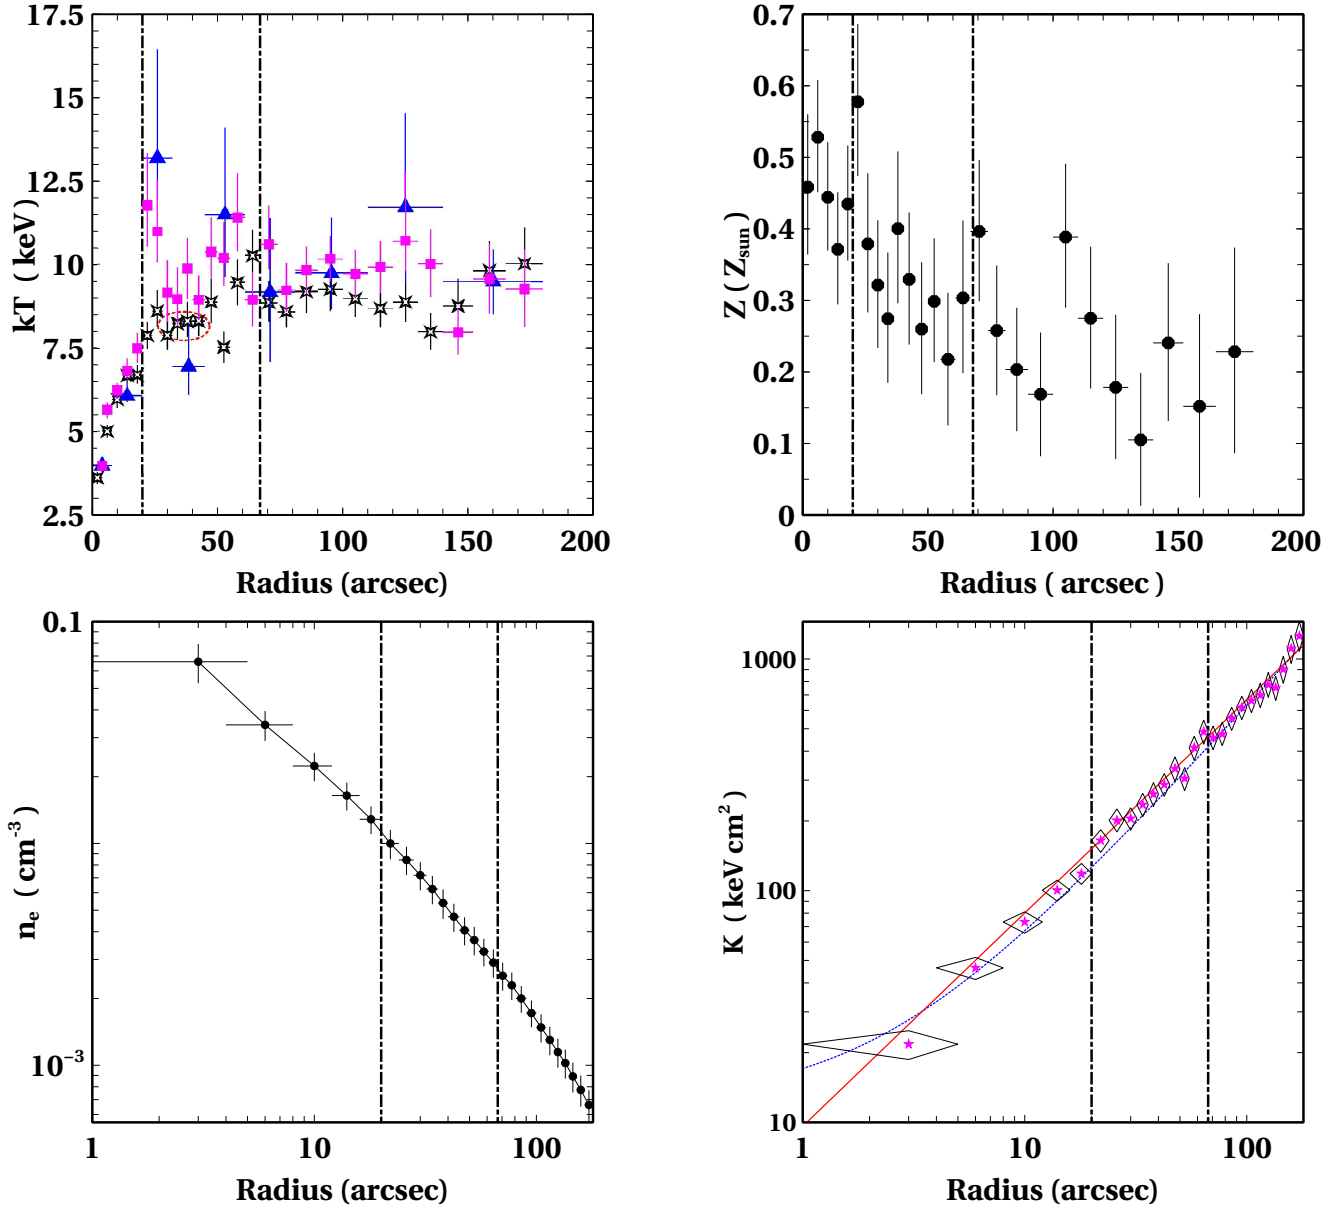 17.5
15
12.5
10
7.5
5
2.5
kT ( keV)
0 50 100 150 200
Radius (arcsec)
0.7
0.6
0.5
0.4
0.3
0.2
0.1
0
Z ( Z_sun )
0 50 100 150 200
Radius ( arcsec )
0.1
10⁻³
n_e ( cm⁻³ )
1 10 100
Radius (arcsec)
1000
100
10
K ( keV cm² )
1 10 100
Radius (arcsec)